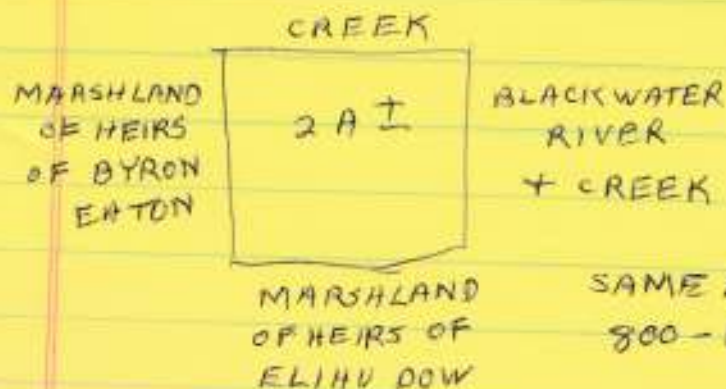 CREEK
MARSHLAND
OF HEIRS
OF BYRON
EATON
2 A ±
BLACKWATER
RIVER
+ CREEK
MARSHLAND
OF HEIRS OF
ELIHU DOW
SAME
800-